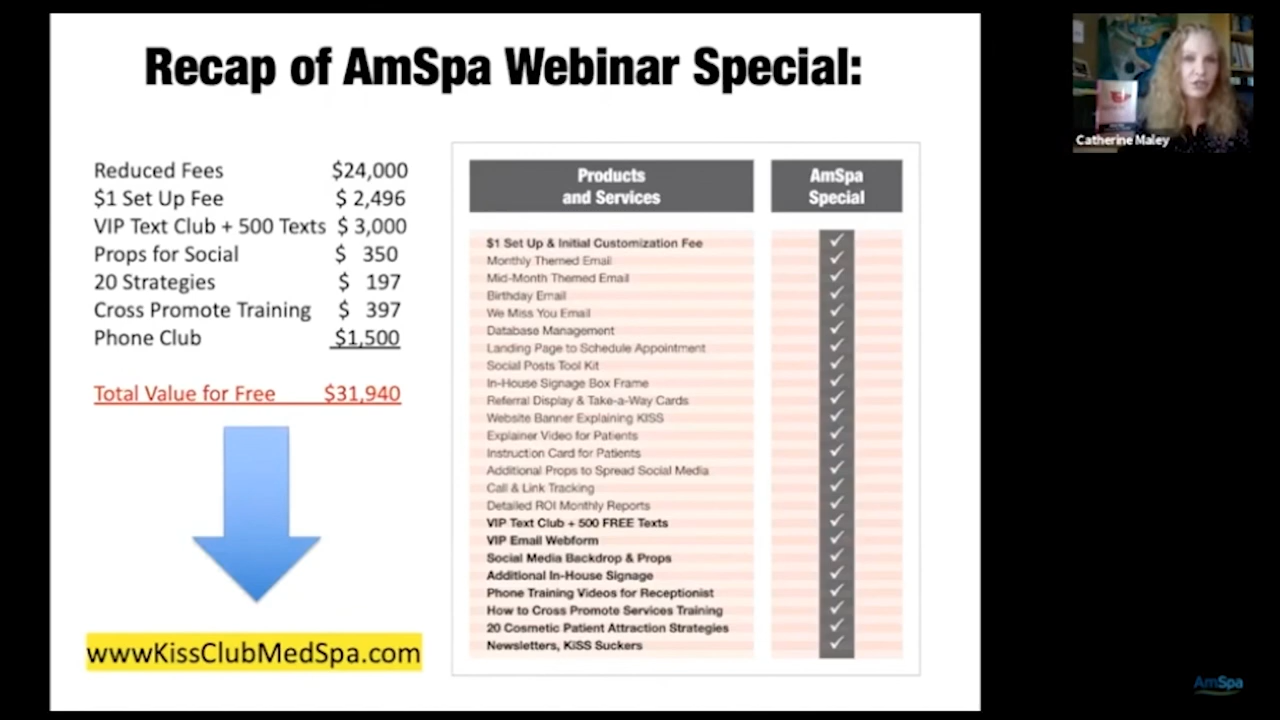 Recap of AmSpa Webinar Special:
Reduced Fees $24,000
$1 Set Up Fee $ 2,496
VIP Text Club + 500 Texts $ 3,000
Props for Social $ 350
20 Strategies $ 197
Cross Promote Training $ 397
Phone Club $1,500
Total Value for Free $31,940
wwwKissClubMedSpa.com
Products
and Services
AmSpa
Special
$1 Set Up & Initial Customization Fee ✓
Monthly Themed Email ✓
Mid-Month Themed Email ✓
Birthday Email ✓
We Miss You Email ✓
Database Management ✓
Landing Page to Schedule Appointment ✓
Social Posts Tool Kit ✓
In-House Signage Box Frame ✓
Referral Display & Take-a-Way Cards ✓
Website Banner Explaining KISS ✓
Explainer Video for Patients ✓
Instruction Card for Patients ✓
Additional Props to Spread Social Media ✓
Call & Link Tracking ✓
Detailed ROI Monthly Reports ✓
VIP Text Club + 500 FREE Texts ✓
VIP Email Webform ✓
Social Media Backdrop & Props ✓
Additional In-House Signage ✓
Phone Training Videos for Receptionist ✓
How to Cross Promote Services Training ✓
20 Cosmetic Patient Attraction Strategies ✓
Newsletters, KiSS Suckers ✓
Catherine Maley
AmSpa